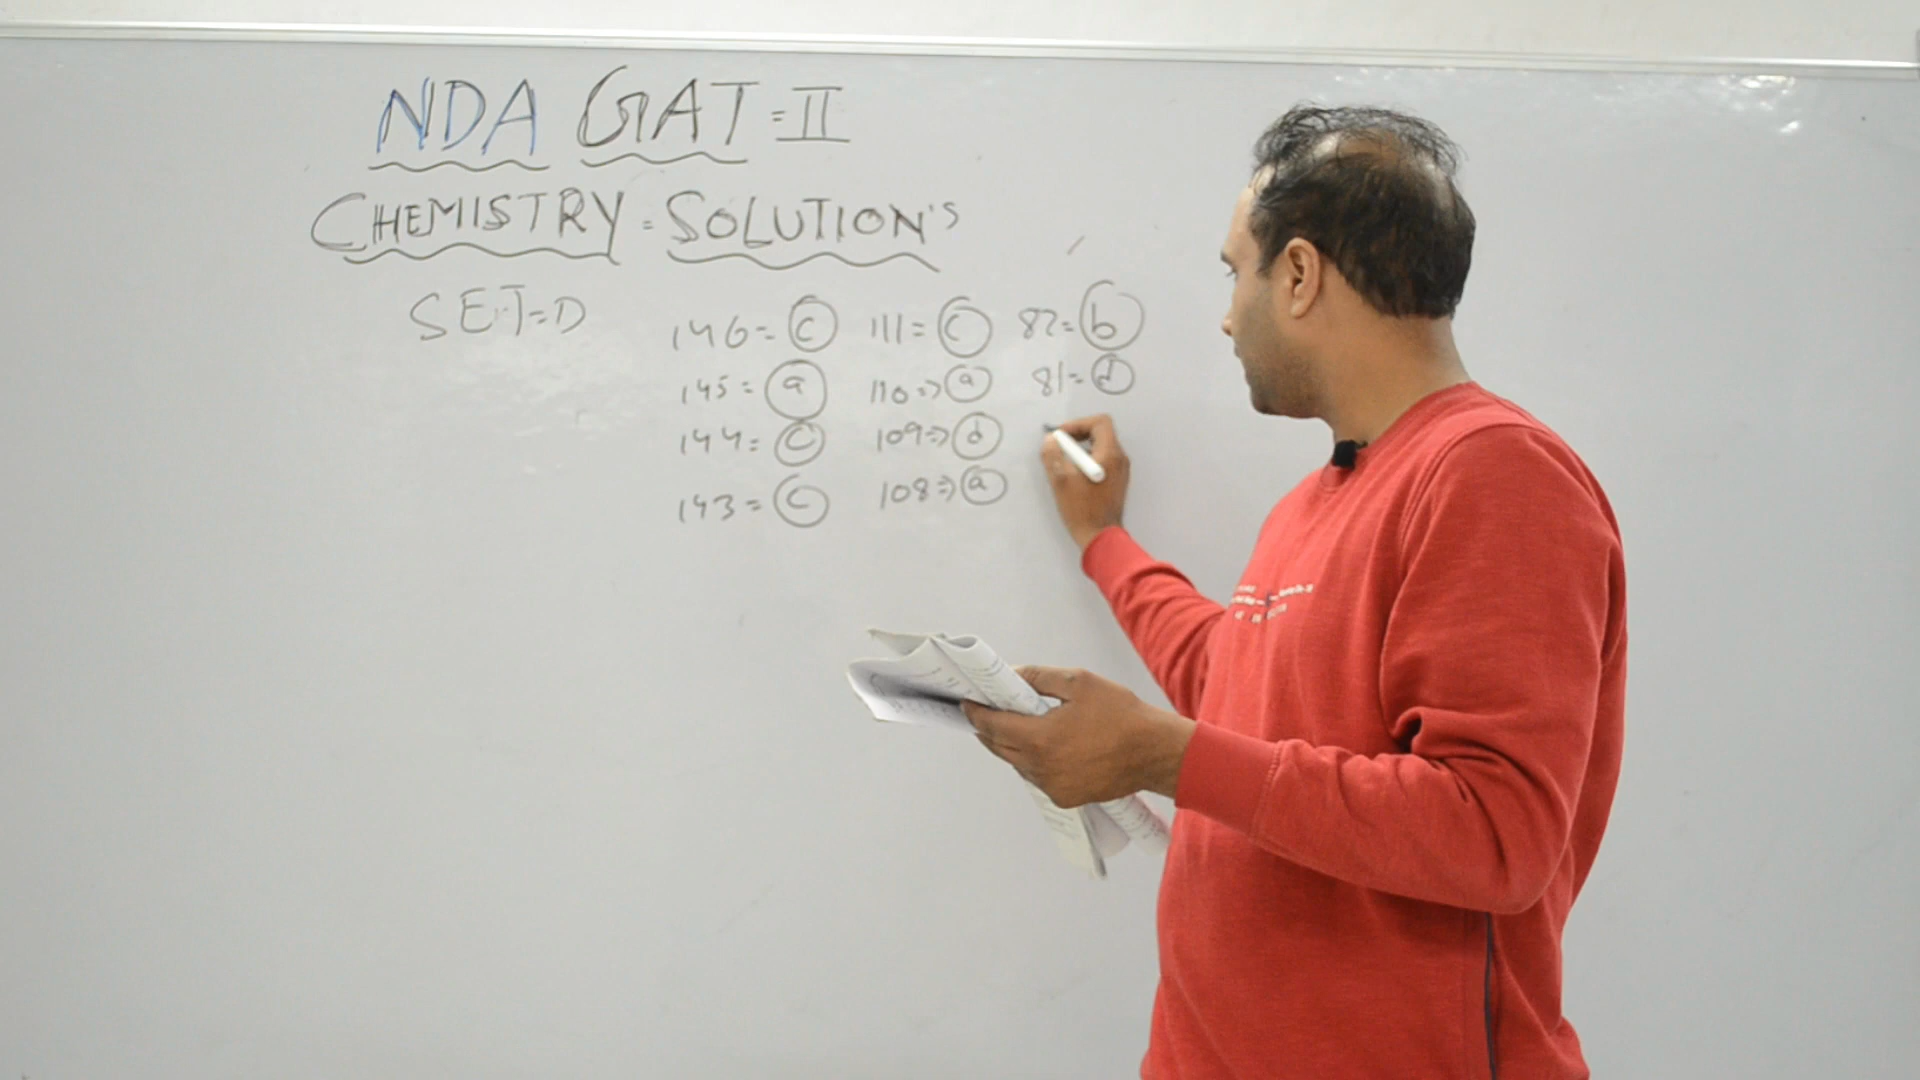 NDA GAT = II
CHEMISTRY = SOLUTION'S
SET = D
146 = c 111 = c 82 = b
145 = a 110 => a 81 = d
144 = c 109 => d
143 = c 108 => a